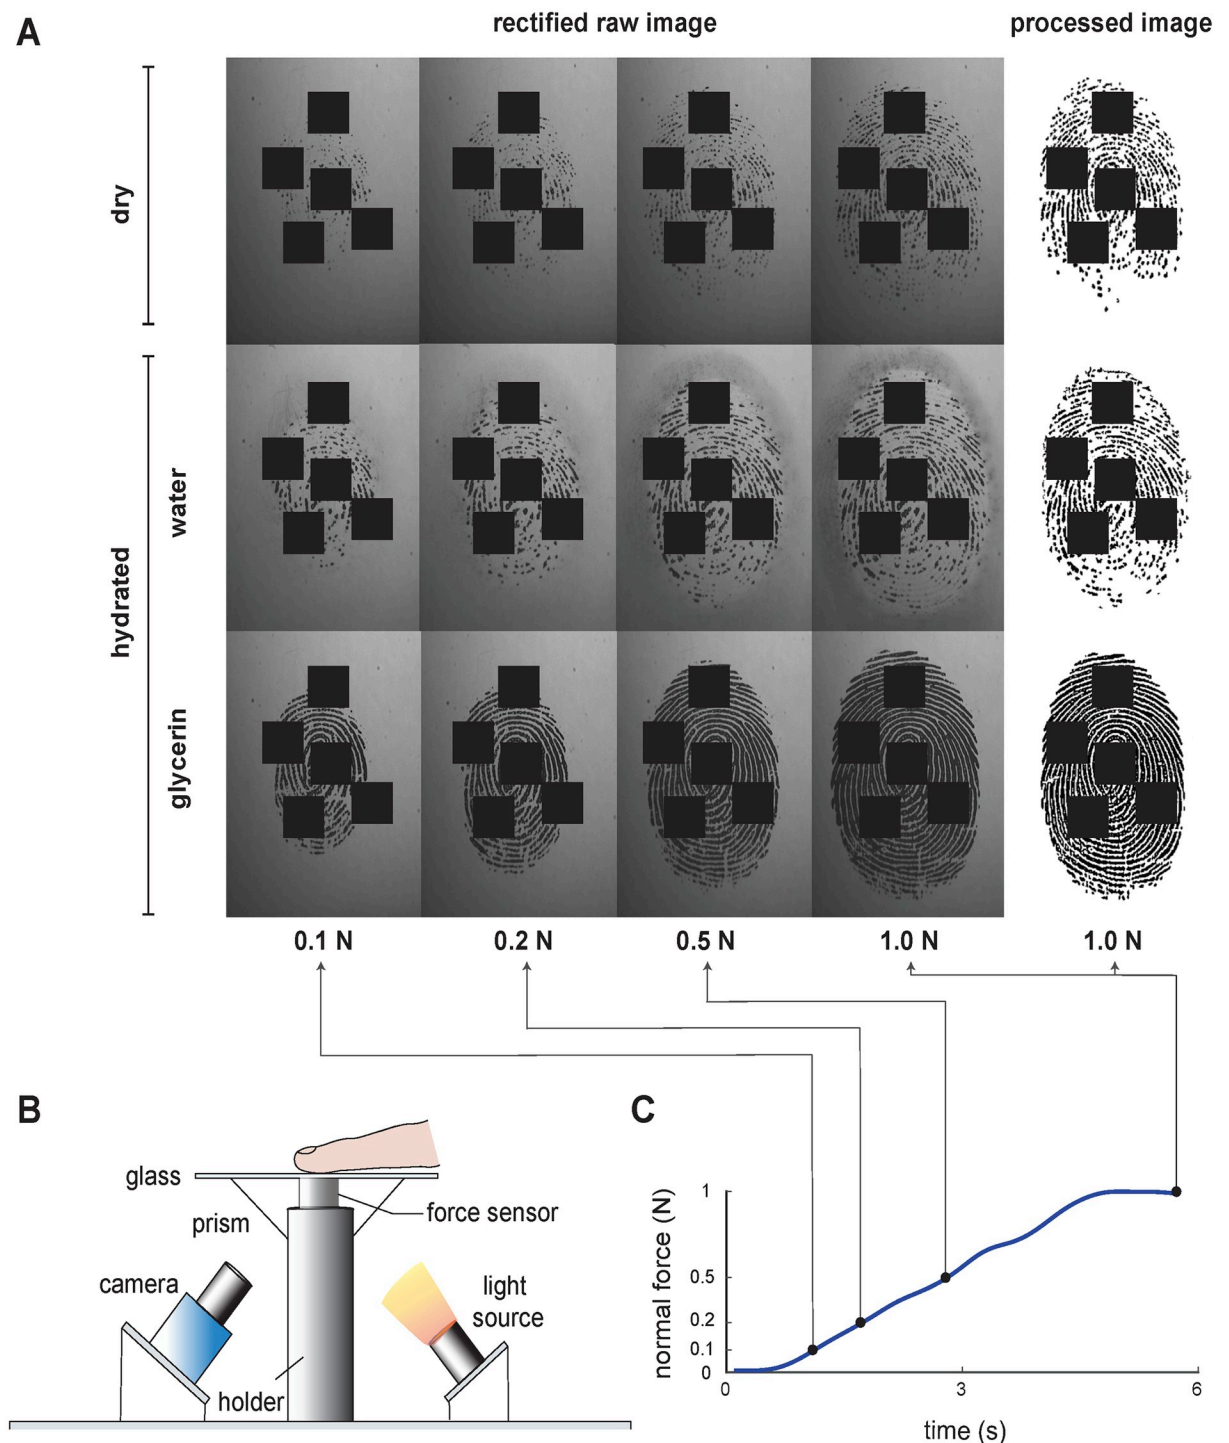 A
rectified raw image
processed image
dry
hydrated
water
glycerin
0.1 N
0.2 N
0.5 N
1.0 N
1.0 N
B
glass
prism
force sensor
camera
light
source
holder
C
normal force (N)
1
0.5
0.2
0.1
0
0
3
6
time (s)